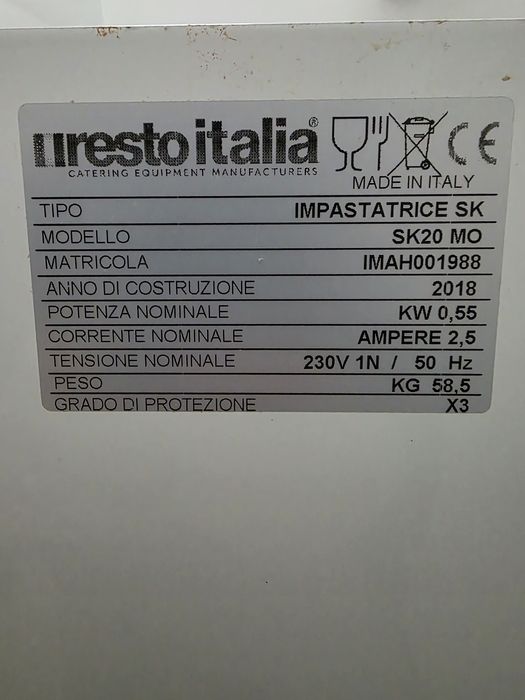 restoitalia®
CATERING EQUIPMENT MANUFACTURERS
CE
MADE IN ITALY
TIPO IMPASTATRICE SK
MODELLO SK20 MO
MATRICOLA IMAH001988
ANNO DI COSTRUZIONE 2018
POTENZA NOMINALE KW 0,55
CORRENTE NOMINALE AMPERE 2,5
TENSIONE NOMINALE 230V 1N / 50 Hz
PESO KG 58,5
GRADO DI PROTEZIONE X3